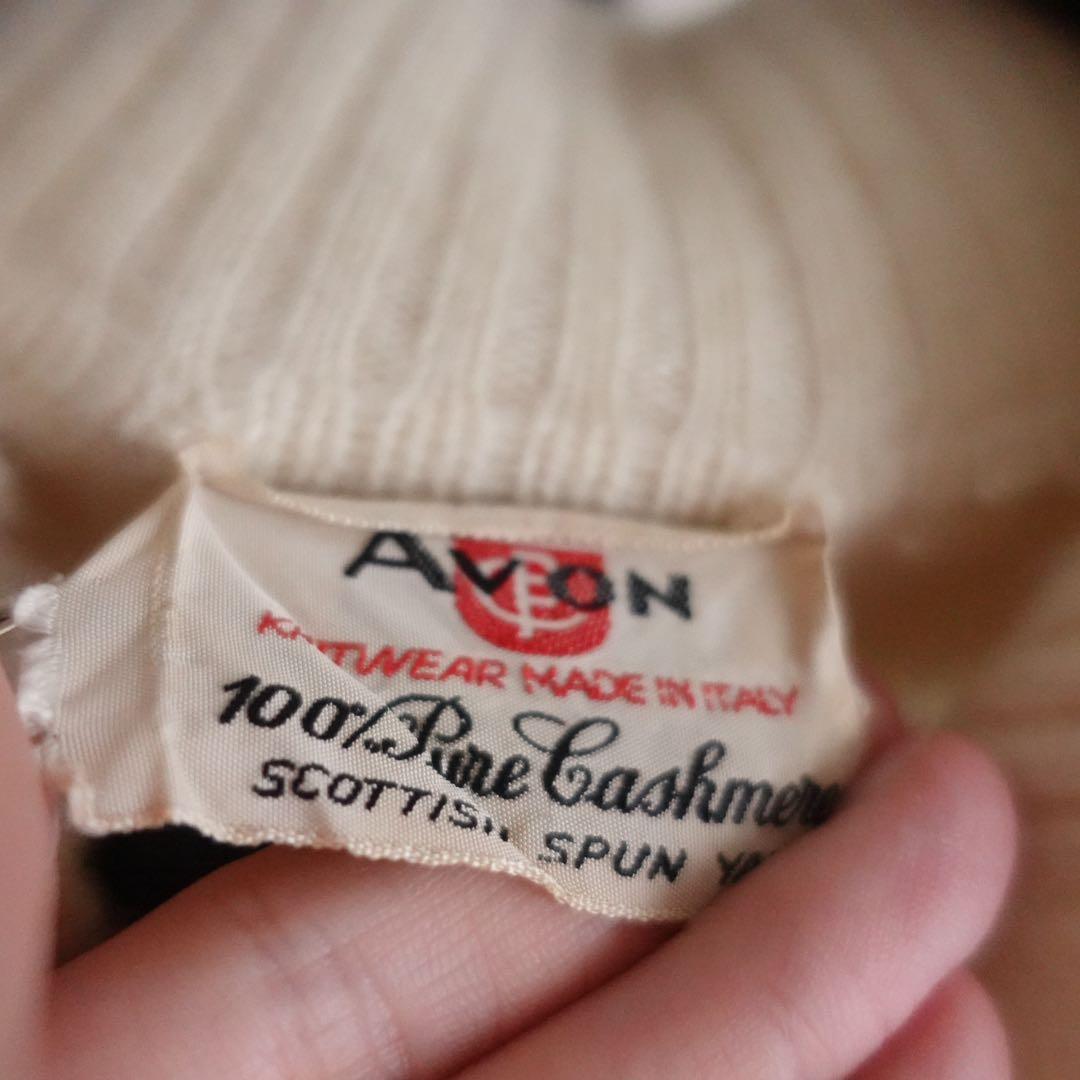 AVON
KNITWEAR MADE IN ITALY
100% Pure Cashmere
SCOTTISH SPUN